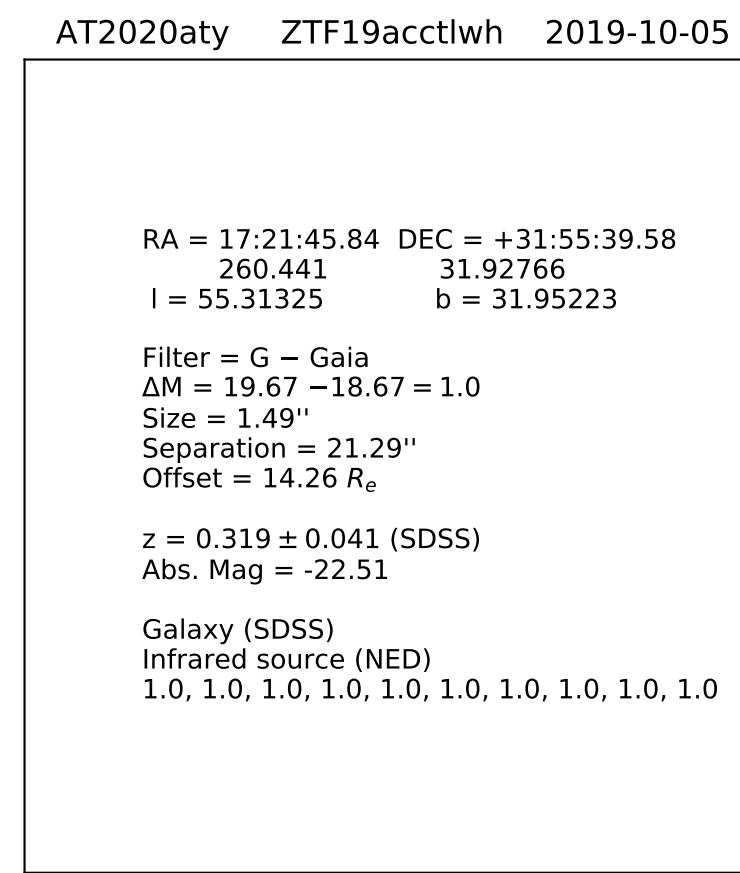 AT2020aty ZTF19acctlwh 2019-10-05
RA = 17:21:45.84 DEC = +31:55:39.58
260.441 31.92766
l = 55.31325 b = 31.95223
Filter = G − Gaia
ΔM = 19.67 −18.67 = 1.0
Size = 1.49''
Separation = 21.29''
Offset = 14.26 Re
z = 0.319 ± 0.041 (SDSS)
Abs. Mag = -22.51
Galaxy (SDSS)
Infrared source (NED)
1.0, 1.0, 1.0, 1.0, 1.0, 1.0, 1.0, 1.0, 1.0, 1.0